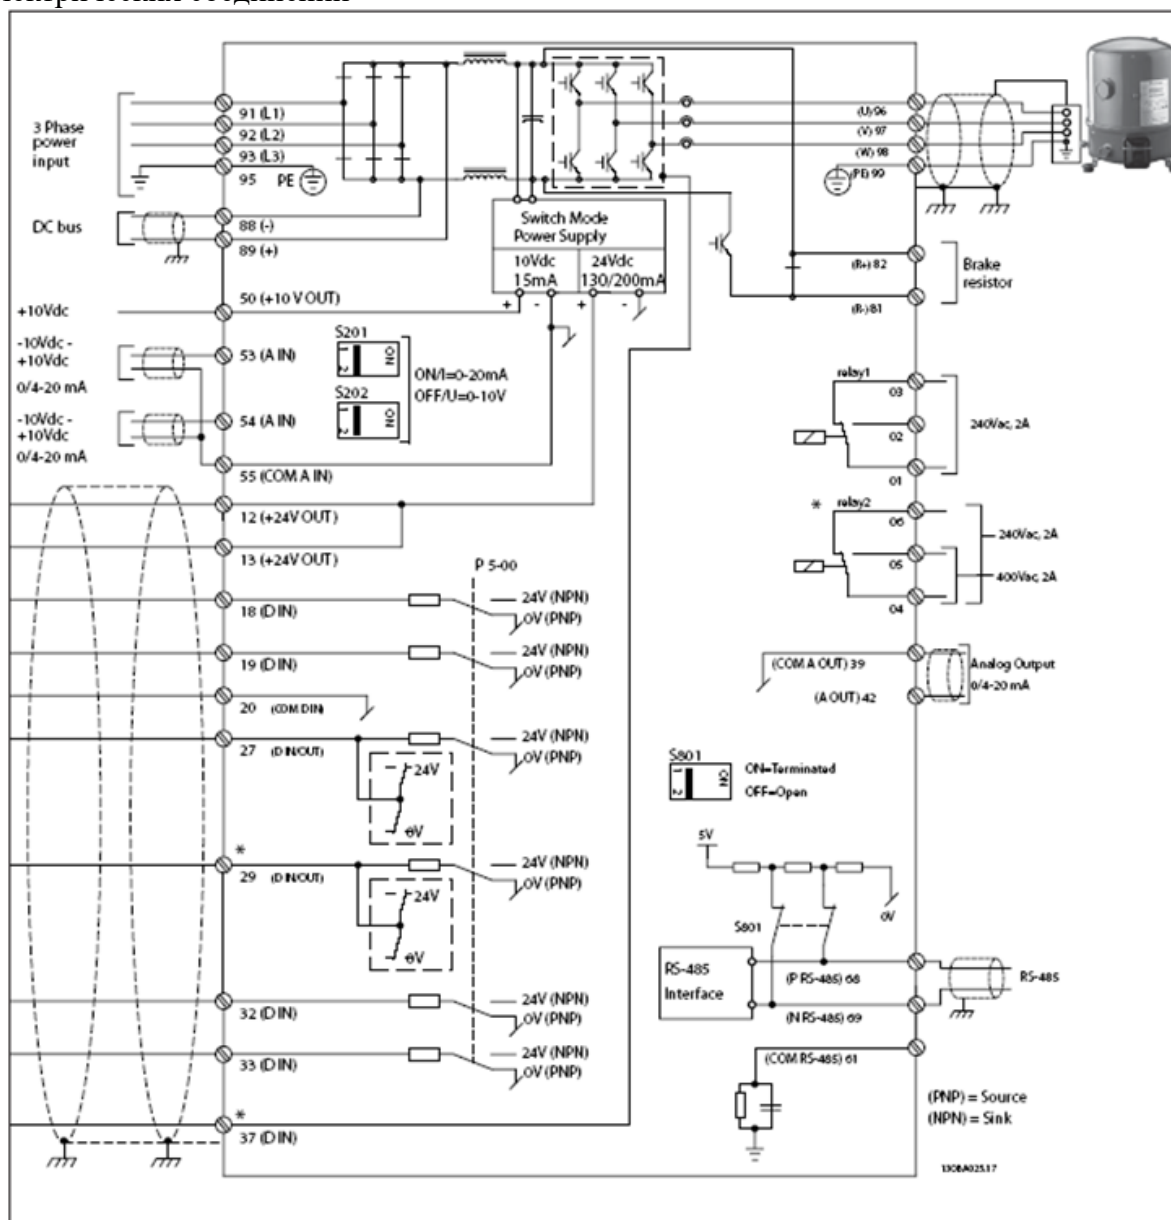 3 Phase
power
input
91 (L1)
92 (L2)
93 (L3)
95 PE
DC bus
88 (-)
89 (+)
50 (+10 V OUT)
+10Vdc
-10Vdc -
+10Vdc
0/4-20 mA
53 (A IN)
-10Vdc -
+10Vdc
0/4-20 mA
54 (A IN)
55 (COM A IN)
12 (+24V OUT)
13 (+24V OUT)
18 (D IN)
19 (D IN)
20 (COM D IN)
27 (D IN/OUT)
24V
0V
*
29 (D IN/OUT)
24V
0V
32 (D IN)
33 (D IN)
*
37 (D IN)
S201
1 2 ON
S202
1 2 ON
ON/I=0-20mA
OFF/U=0-10V
Switch Mode
Power Supply
10Vdc
15mA
24Vdc
130/200mA
+ - + -
P 5-00
24V (NPN)
0V (PNP)
24V (NPN)
0V (PNP)
24V (NPN)
0V (PNP)
24V (NPN)
0V (PNP)
24V (NPN)
0V (PNP)
24V (NPN)
0V (PNP)
(U) 96
(V) 97
(W) 98
(PE) 99
(R+) 82
(R-) 81
Brake
resistor
relay1
03
02
01
240Vac, 2A
* relay2
06
05
04
240Vac, 2A
400Vac, 2A
(COM A OUT) 39
(A OUT) 42
Analog Output
0/4-20 mA
S801
1 2 ON
ON=Terminated
OFF=Open
5V
0V
S801
RS-485
Interface
(P RS-485) 68
(N RS-485) 69
RS-485
(COM RS-485) 61
(PNP) = Source
(NPN) = Sink
130BA025.17